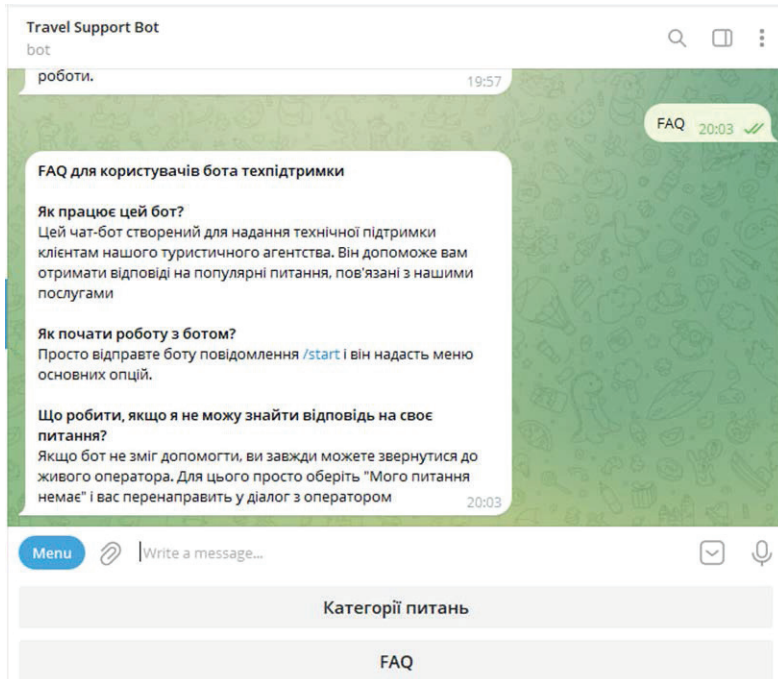 Travel Support Bot
bot
роботи.
19:57
FAQ 20:03
FAQ для користувачів бота техпідтримки
Як працює цей бот?
Цей чат-бот створений для надання технічної підтримки
клієнтам нашого туристичного агентства. Він допоможе вам
отримати відповіді на популярні питання, пов'язані з нашими
послугами
Як почати роботу з ботом?
Просто відправте боту повідомлення /start і він надасть меню
основних опцій.
Що робити, якщо я не можу знайти відповідь на своє
питання?
Якщо бот не зміг допомогти, ви завжди можете звернутися до
живого оператора. Для цього просто оберіть "Мого питання
немає" і вас перенаправить у діалог з оператором
20:03
Menu
Write a message...
Категорії питань
FAQ